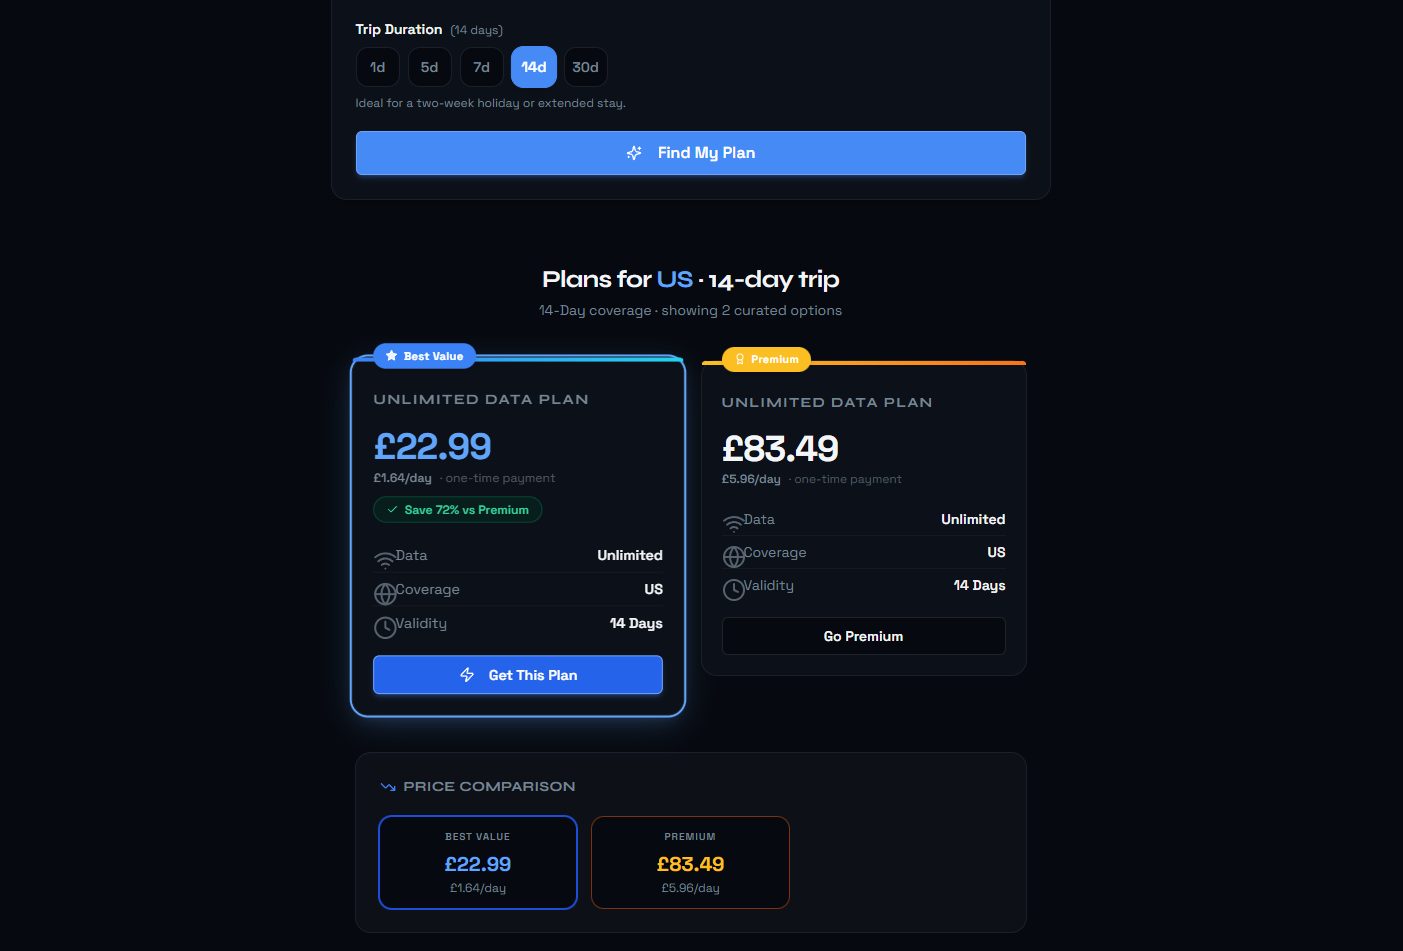 Trip Duration (14 days)
1d 5d 7d 14d 30d
Ideal for a two-week holiday or extended stay.
Find My Plan
Plans for US · 14-day trip
14-Day coverage · showing 2 curated options
Best Value
UNLIMITED DATA PLAN
£22.99
£1.64/day · one-time payment
Save 72% vs Premium
Data Unlimited
Coverage US
Validity 14 Days
Get This Plan
Premium
UNLIMITED DATA PLAN
£83.49
£5.96/day · one-time payment
Data Unlimited
Coverage US
Validity 14 Days
Go Premium
PRICE COMPARISON
BEST VALUE
£22.99
£1.64/day
PREMIUM
£83.49
£5.96/day